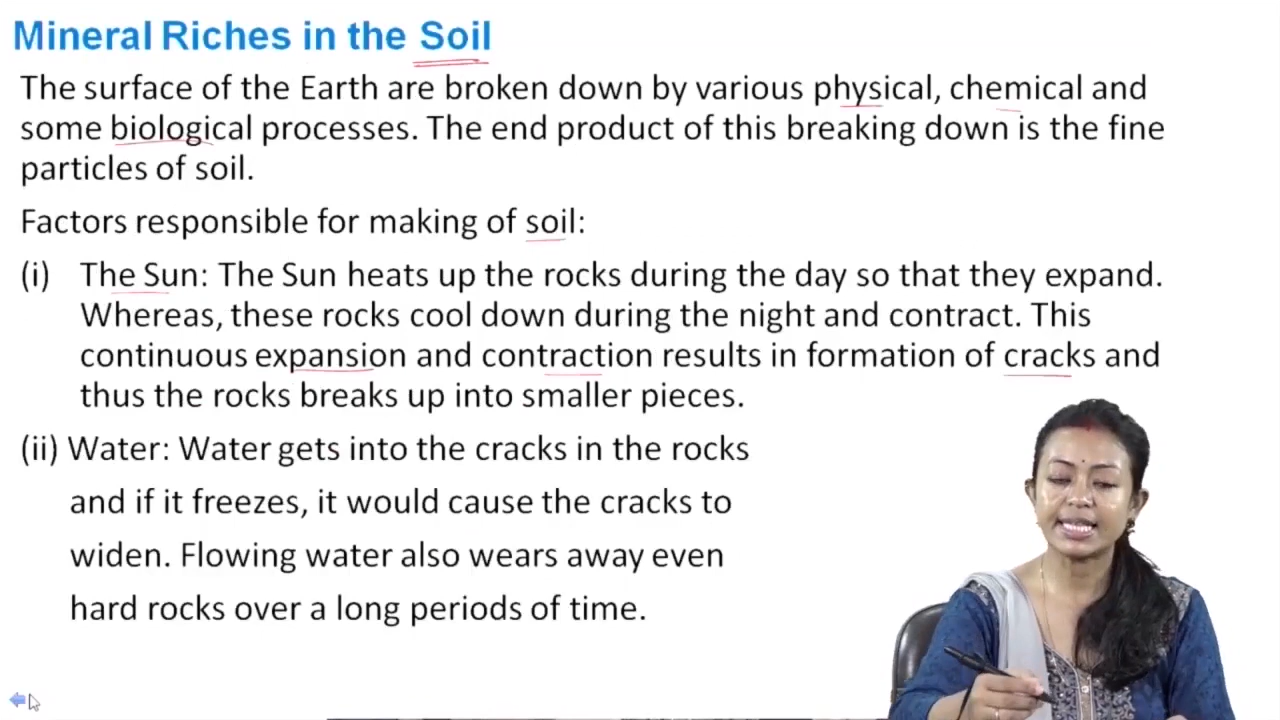 Mineral Riches in the Soil
The surface of the Earth are broken down by various physical, chemical and
some biological processes. The end product of this breaking down is the fine
particles of soil.
Factors responsible for making of soil:
(i) The Sun: The Sun heats up the rocks during the day so that they expand.
Whereas, these rocks cool down during the night and contract. This
continuous expansion and contraction results in formation of cracks and
thus the rocks breaks up into smaller pieces.
(ii) Water: Water gets into the cracks in the rocks
and if it freezes, it would cause the cracks to
widen. Flowing water also wears away even
hard rocks over a long periods of time.